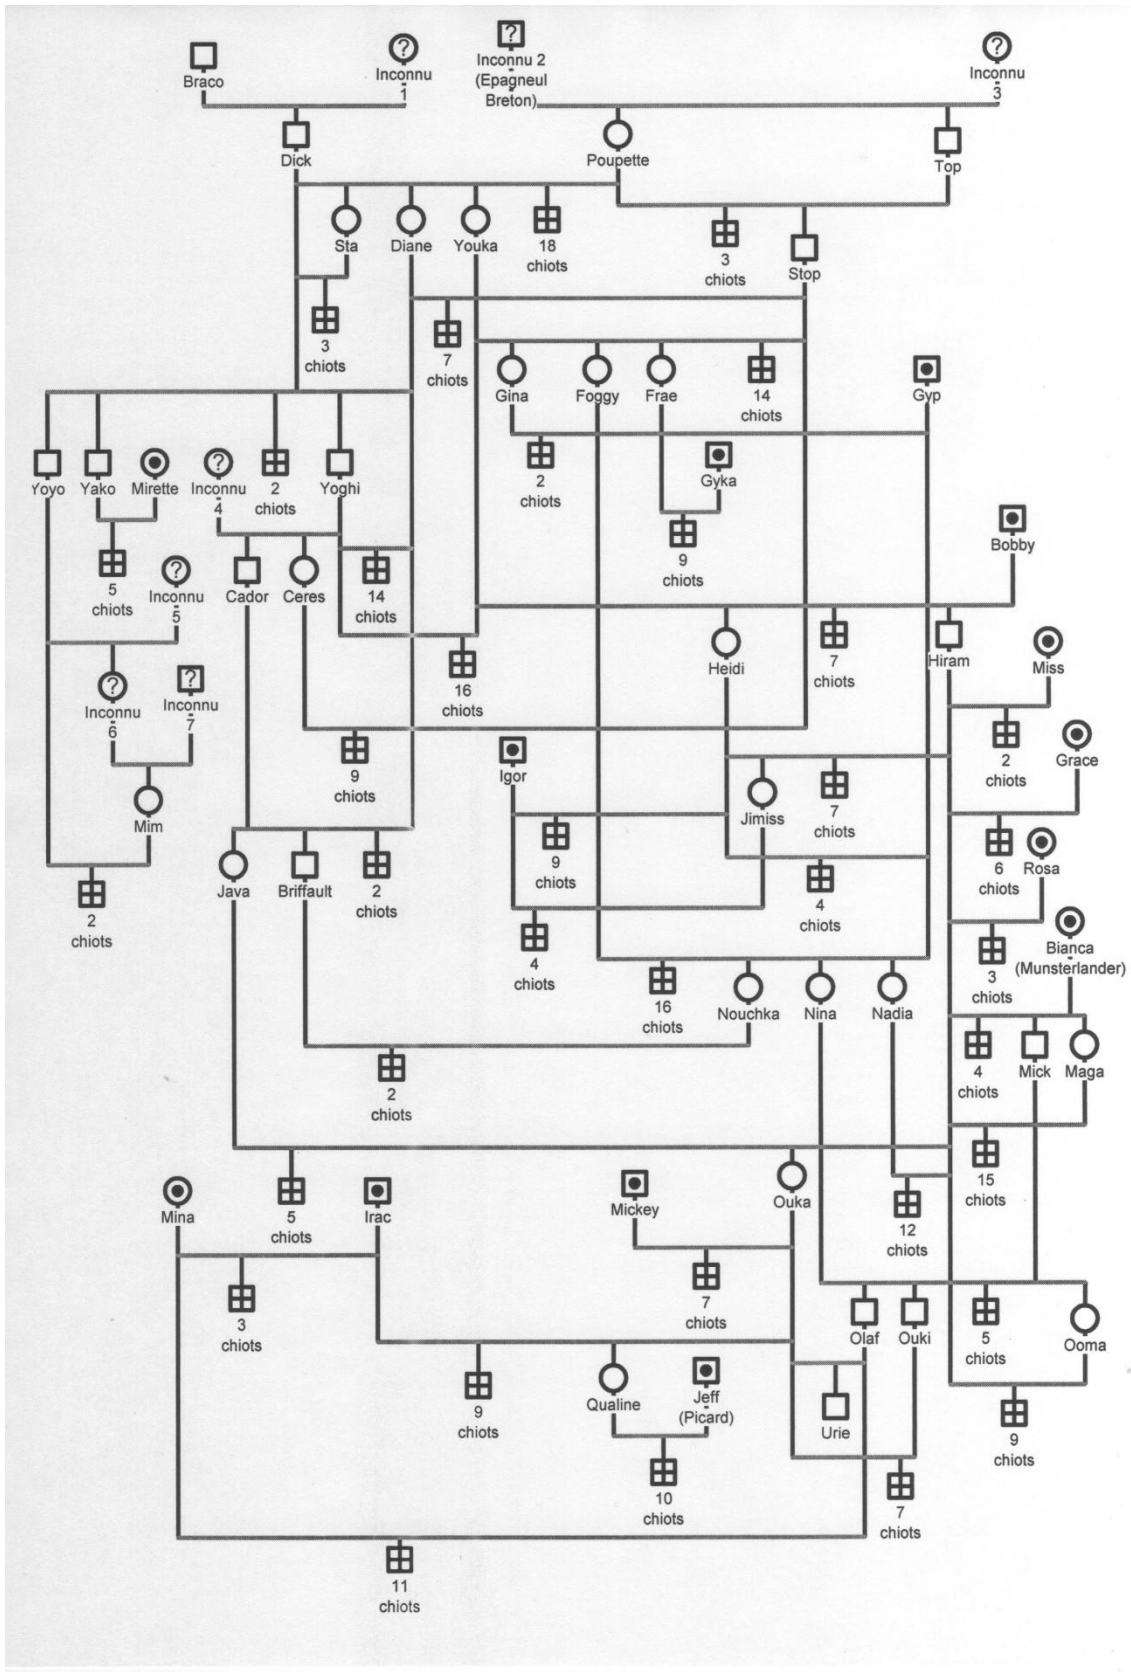 ?
Braco
?
Inconnu
1
?
Inconnu 2
(Epagneul
Breton)
?
Inconnu
3
Dick
Poupette
Top
Sta
Diane
Youka
18
chiots
3
chiots
Stop
3
chiots
7
chiots
Gina
Foggy
Frae
14
chiots
Gyp
Yoyo
Yako
Mirette
?
Inconnu
4
2
chiots
Yoghi
2
chiots
Gyka
9
chiots
Bobby
5
chiots
?
Inconnu
5
Cador
Ceres
14
chiots
?
Inconnu
6
?
Inconnu
7
16
chiots
Heidi
7
chiots
Hiram
Miss
9
chiots
Igor
2
chiots
Grace
Mim
Jimiss
7
chiots
2
chiots
Java
Briffault
2
chiots
9
chiots
4
chiots
6
chiots
Rosa
4
chiots
3
chiots
Bianca
(Munsterlander)
16
chiots
Nouchka
Nina
Nadia
2
chiots
4
chiots
Mick
Maga
15
chiots
Mina
5
chiots
Irac
Mickey
Ouka
12
chiots
3
chiots
7
chiots
Olaf
Ouki
5
chiots
Ooma
9
chiots
Qualine
Jeff
(Picard)
Urie
9
chiots
10
chiots
7
chiots
11
chiots